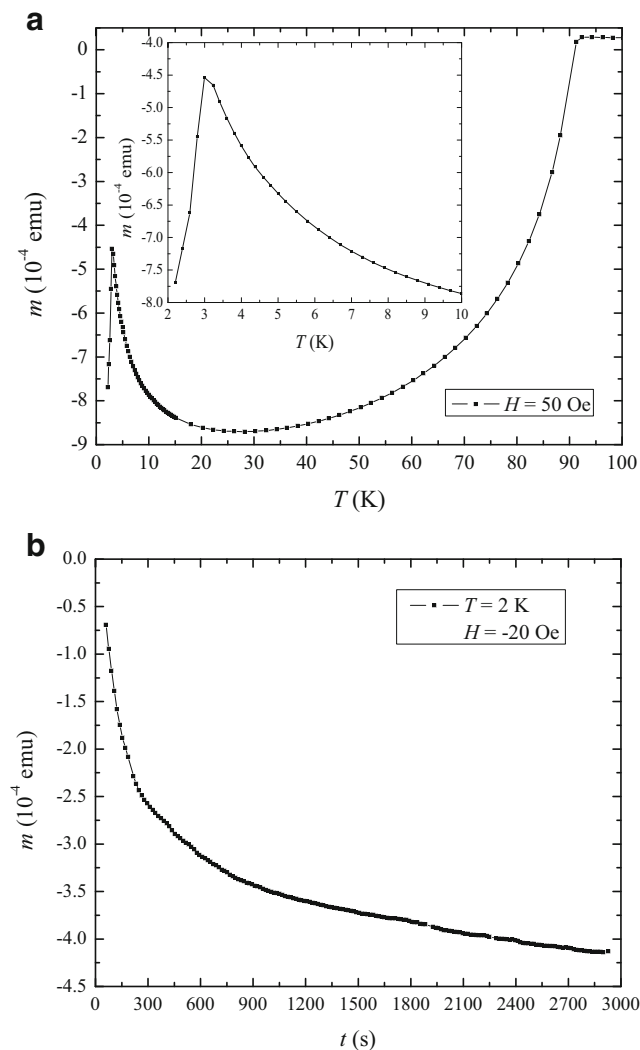 a
0
-1
-2
-3
-4
-5
-6
-7
-8
-9
m (10⁻⁴ emu)
0 10 20 30 40 50 60 70 80 90 100
T (K)
-4.0
-4.5
-5.0
-5.5
-6.0
-6.5
-7.0
-7.5
-8.0
m (10⁻⁴ emu)
2 3 4 5 6 7 8 9 10
T (K)
H = 50 Oe
b
0.0
-0.5
-1.0
-1.5
-2.0
-2.5
-3.0
-3.5
-4.0
-4.5
m (10⁻⁴ emu)
T = 2 K
H = -20 Oe
0 300 600 900 1200 1500 1800 2100 2400 2700 3000
t (s)